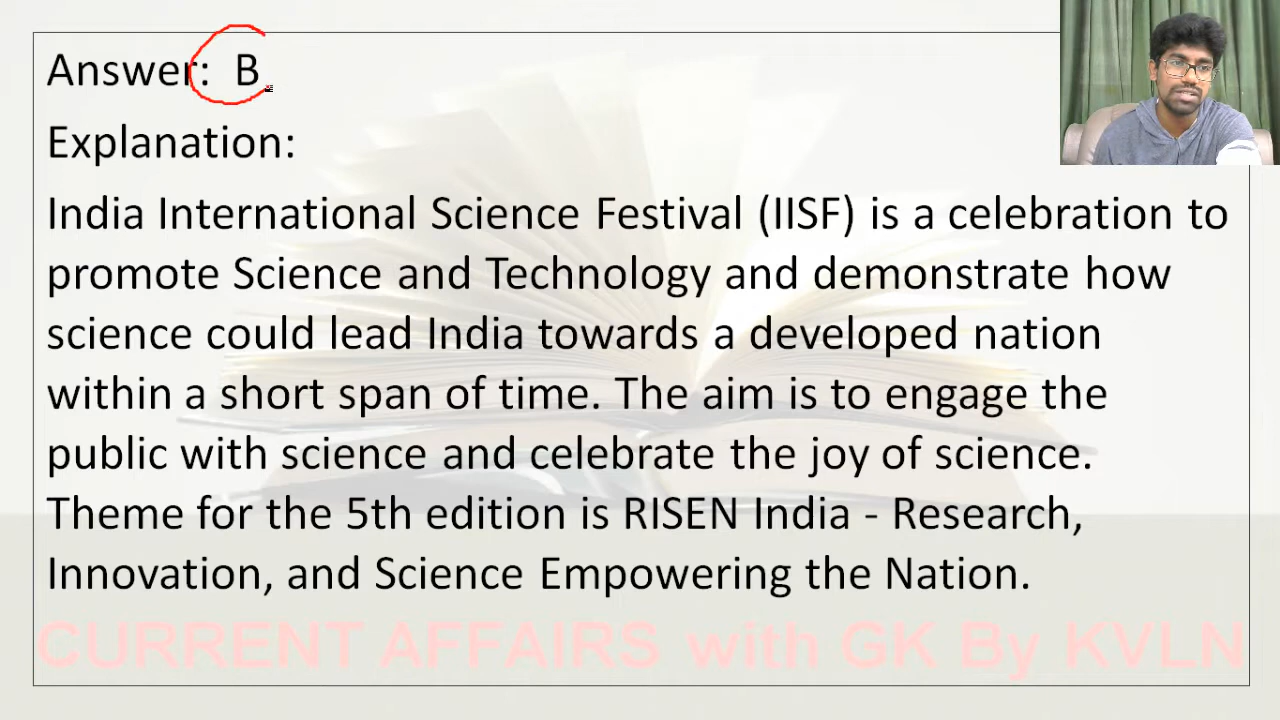 Answer: B
Explanation:
India International Science Festival (IISF) is a celebration to
promote Science and Technology and demonstrate how
science could lead India towards a developed nation
within a short span of time. The aim is to engage the
public with science and celebrate the joy of science.
Theme for the 5th edition is RISEN India - Research,
Innovation, and Science Empowering the Nation.
CURRENT AFFAIRS with GK By KVLN